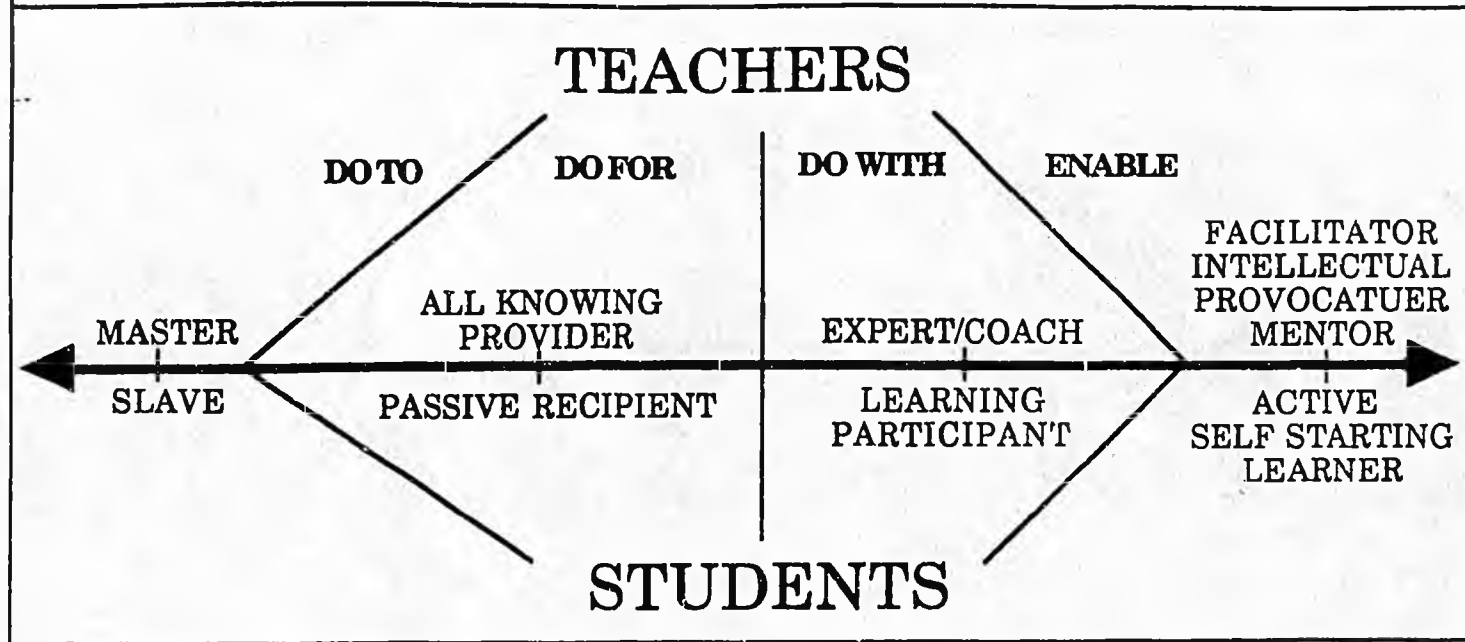 TEACHERS
DO TO
DO FOR
DO WITH
ENABLE
MASTER
ALL KNOWING
PROVIDER
EXPERT/COACH
FACILITATOR
INTELLECTUAL
PROVOCATUER
MENTOR
SLAVE
PASSIVE RECIPIENT
LEARNING
PARTICIPANT
ACTIVE
SELF STARTING
LEARNER
STUDENTS